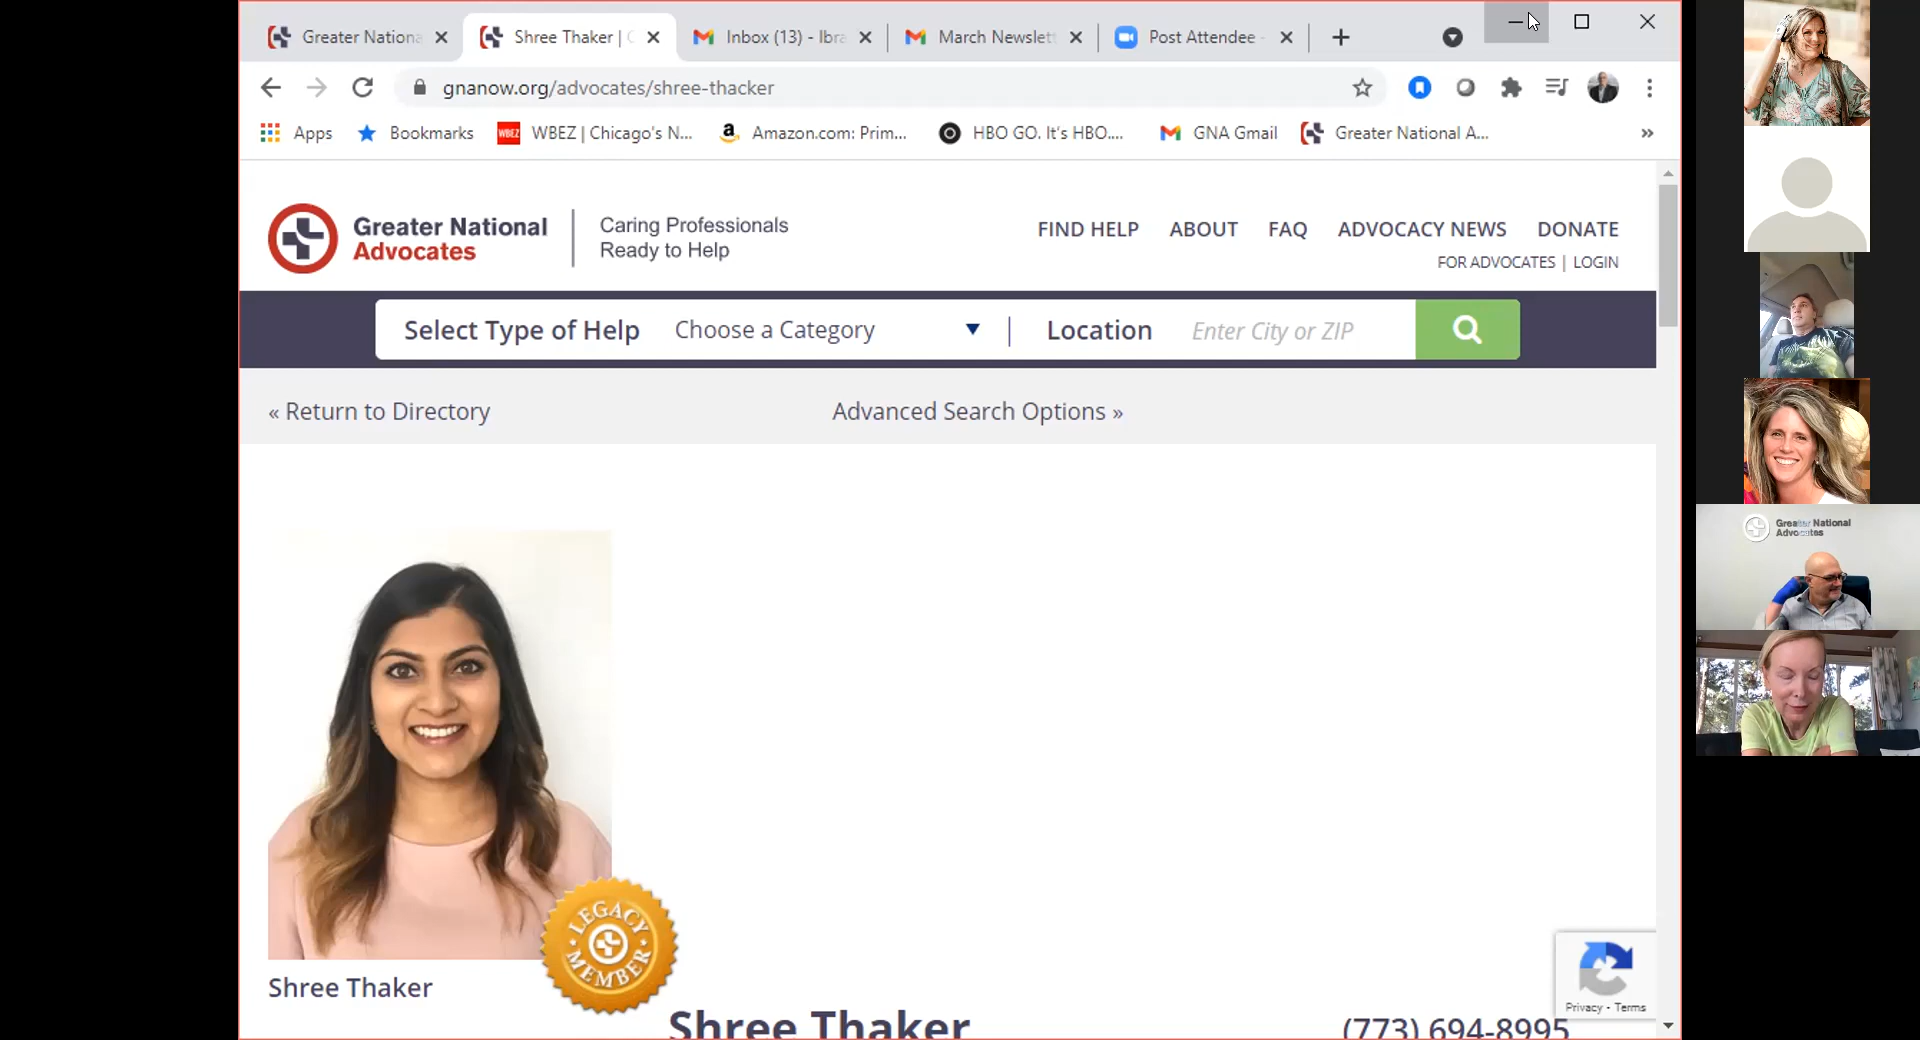 Greater Nationa
Shree Thaker |
Inbox (13) - Ibra
March Newslett
Post Attendee
gnanow.org/advocates/shree-thacker
Apps
Bookmarks
WBEZ
WBEZ | Chicago's N...
Amazon.com: Prim...
HBO GO. It's HBO....
GNA Gmail
Greater National A...
»
Greater National
Advocates
Caring Professionals
Ready to Help
FIND HELP
ABOUT
FAQ
ADVOCACY NEWS
DONATE
FOR ADVOCATES | LOGIN
Select Type of Help
Choose a Category
Location
Enter City or ZIP
« Return to Directory
Advanced Search Options »
LEGACY
MEMBER
Shree Thaker
Shree Thaker
(773) 694-8995
Privacy - Terms
Greater National
Advocates